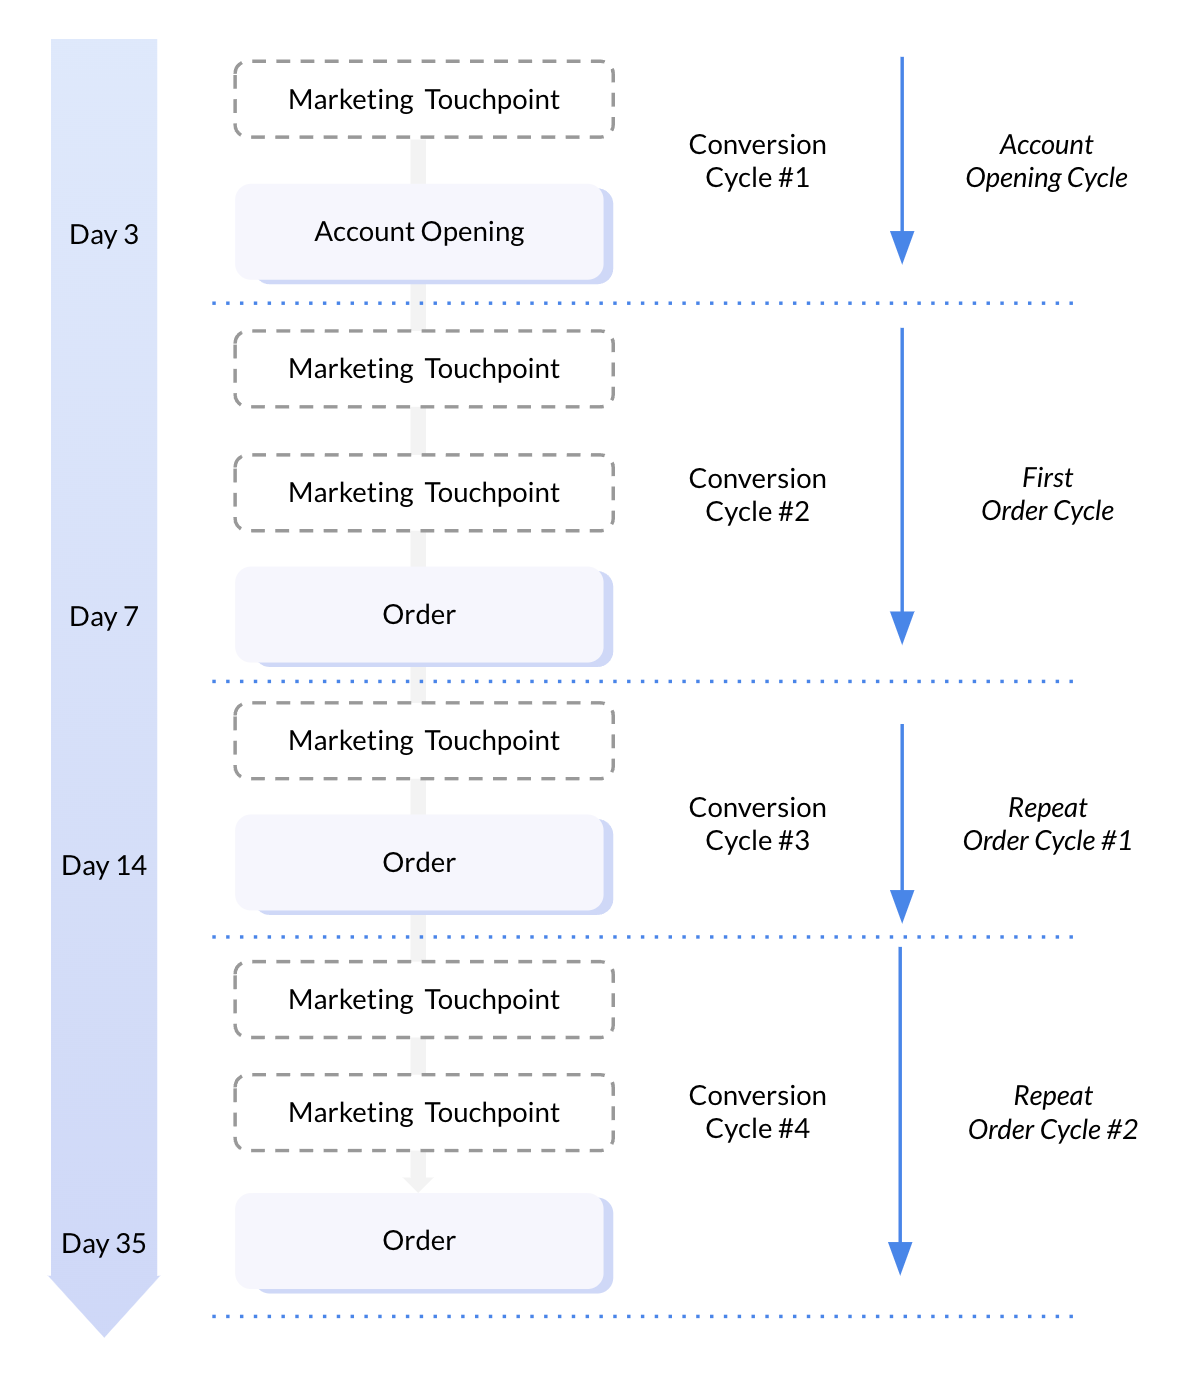 Marketing Touchpoint
Conversion
Cycle #1
Account
Opening Cycle
Day 3
Account Opening
Marketing Touchpoint
Marketing Touchpoint
Conversion
Cycle #2
First
Order Cycle
Day 7
Order
Marketing Touchpoint
Conversion
Cycle #3
Repeat
Order Cycle #1
Day 14
Order
Marketing Touchpoint
Marketing Touchpoint
Conversion
Cycle #4
Repeat
Order Cycle #2
Day 35
Order